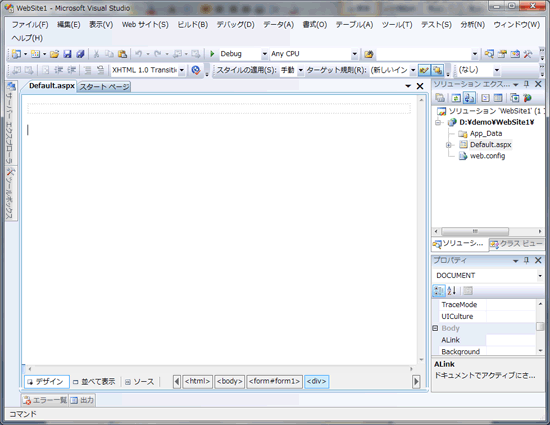 WebSite1 - Microsoft Visual Studio
ファイル(F) 編集(E) 表示(V) Web サイト(S) ビルド(B) デバッグ(D) データ(A) 書式(O) テーブル(A) ツール(T) テスト(S) 分析(N) ウィンドウ(W)
ヘルプ(H)
Debug Any CPU
XHTML 1.0 Transitic スタイルの適用(S): 手動 ターゲット規則(R): (新しいイン (なし)
Default.aspx スタート ページ
サーバー エクスプローラ
ツールボックス
デザイン 並べて表示 ソース <html> <body> <form#form1> <div>
ソリューション エクス...
ソリューション 'WebSite1' (1
D:¥demo¥WebSite1¥
App_Data
Default.aspx
web.config
ソリューシ... クラス ビュー
プロパティ
DOCUMENT
TraceMode
UICulture
Body
ALink
Background
ALink
ドキュメントでアクティブにさ...
エラー一覧 出力
コマンド